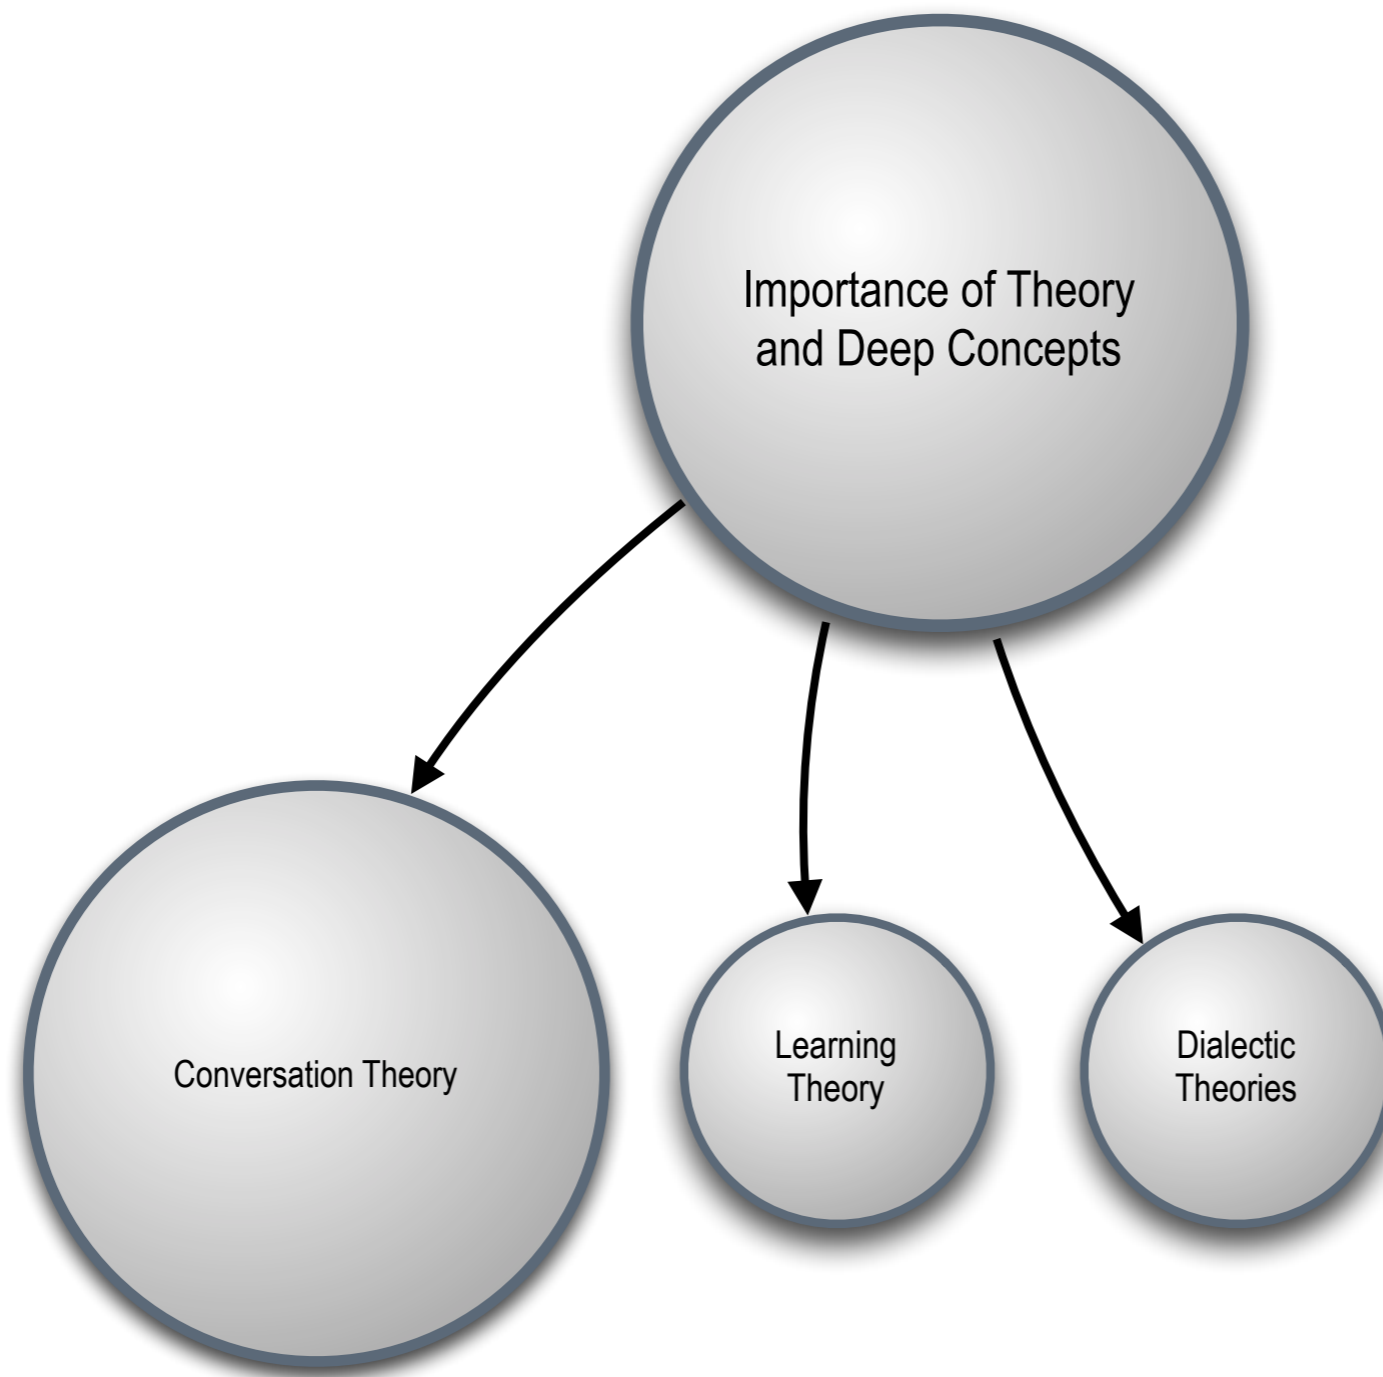 Importance of Theory
and Deep Concepts
Conversation Theory
Learning
Theory
Dialectic
Theories